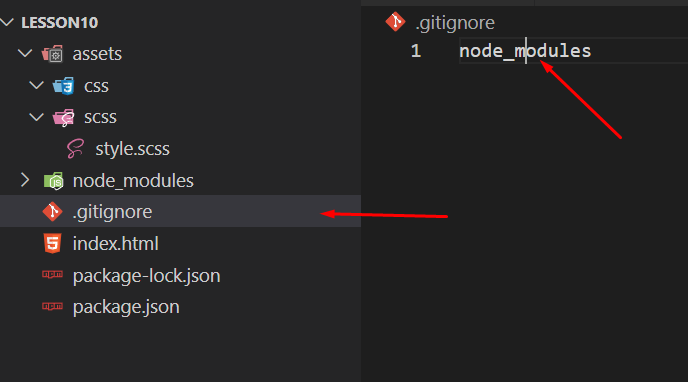 LESSON10
assets
css
scss
style.scss
node_modules
.gitignore
index.html
package-lock.json
package.json
.gitignore
1 node_modules